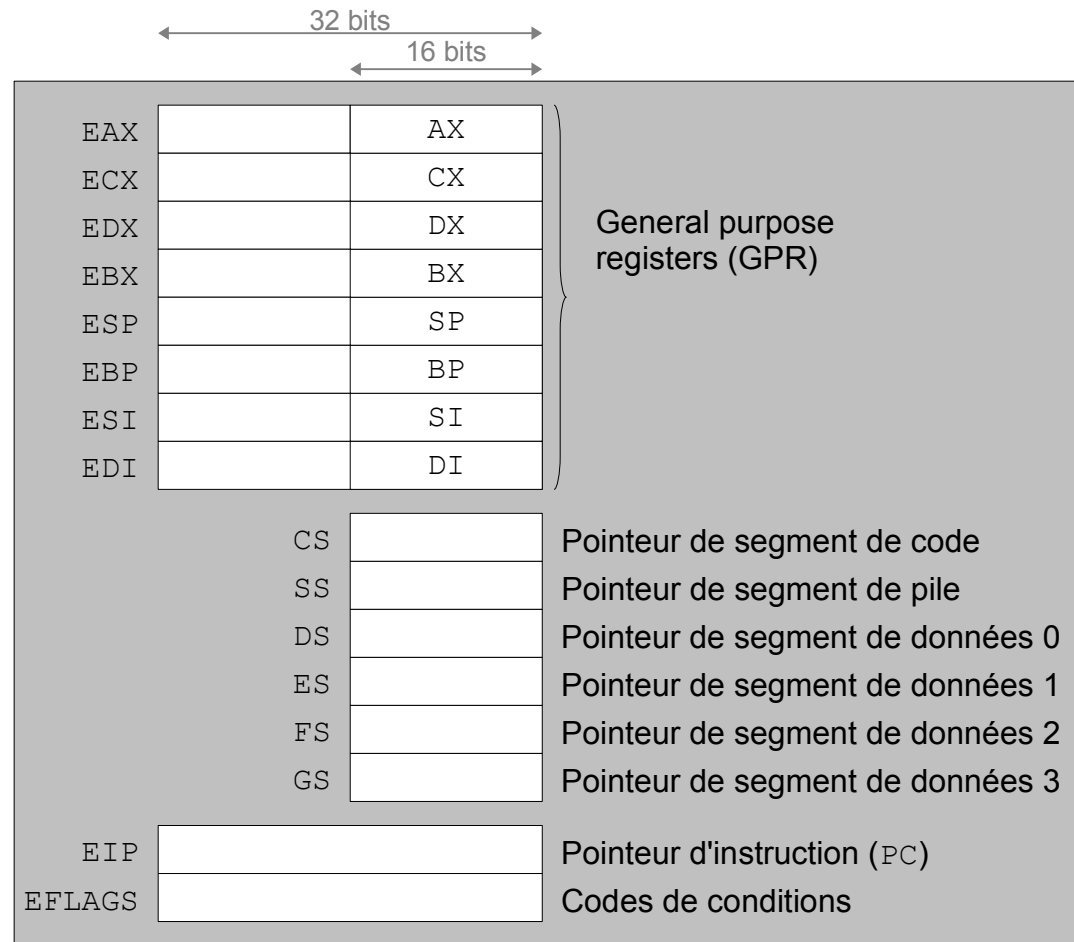 32 bits
16 bits
EAX AX
ECX CX
EDX DX
EBX BX
ESP SP
EBP BP
ESI SI
EDI DI
General purpose
registers (GPR)
CS Pointeur de segment de code
SS Pointeur de segment de pile
DS Pointeur de segment de données 0
ES Pointeur de segment de données 1
FS Pointeur de segment de données 2
GS Pointeur de segment de données 3
EIP Pointeur d'instruction (PC)
EFLAGS Codes de conditions